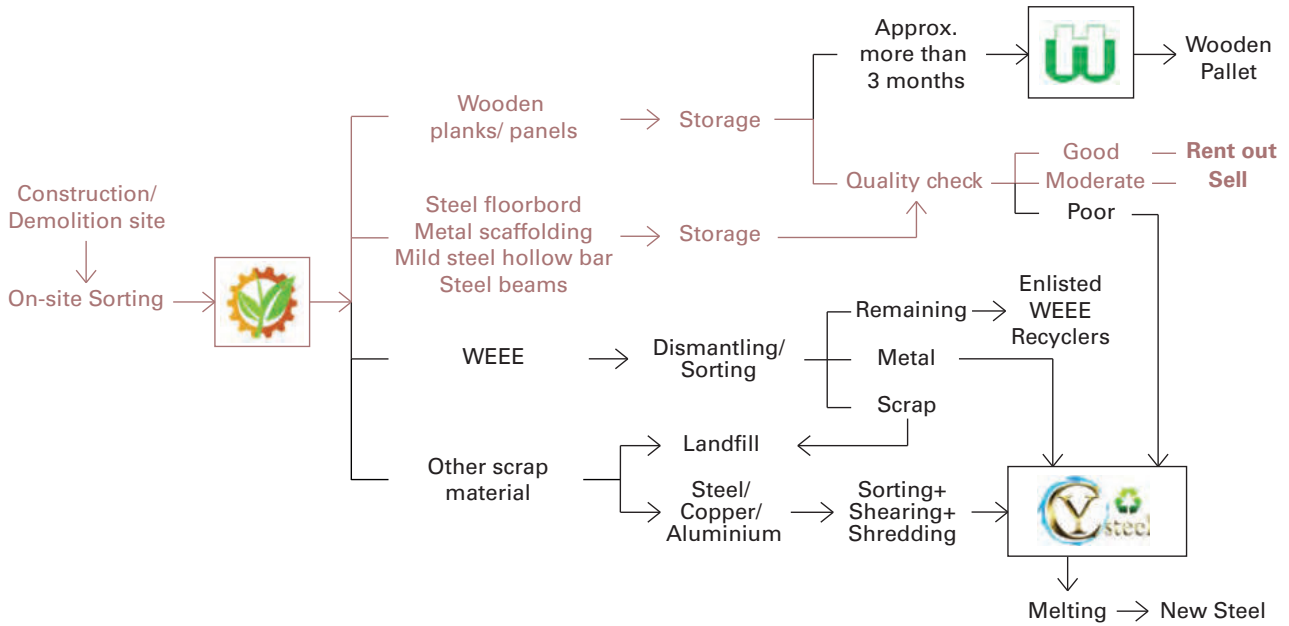 Construction/
Demolition site
On-site Sorting
Wooden
planks/ panels
Storage
Approx.
more than
3 months
W
Wooden
Pallet
Quality check
Good
Rent out
Moderate
Sell
Poor
Steel floorbord
Metal scaffolding
Mild steel hollow bar
Steel beams
Storage
WEEE
Dismantling/
Sorting
Remaining
Enlisted
WEEE
Recyclers
Metal
Scrap
Other scrap
material
Landfill
Steel/
Copper/
Aluminium
Sorting+
Shearing+
Shredding
CY steel
Melting
New Steel